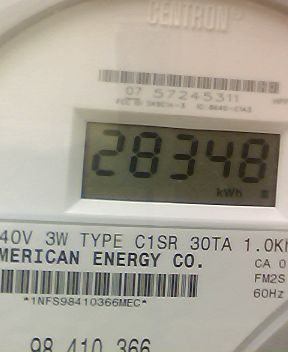 CENTRON®
07 57245311
28348
kWh
40V 3W TYPE C1SR 30TA 1.0K
MERICAN ENERGY CO.
CA 0
FM2S
60Hz
*1NFS98410366MEC*
98 410 366